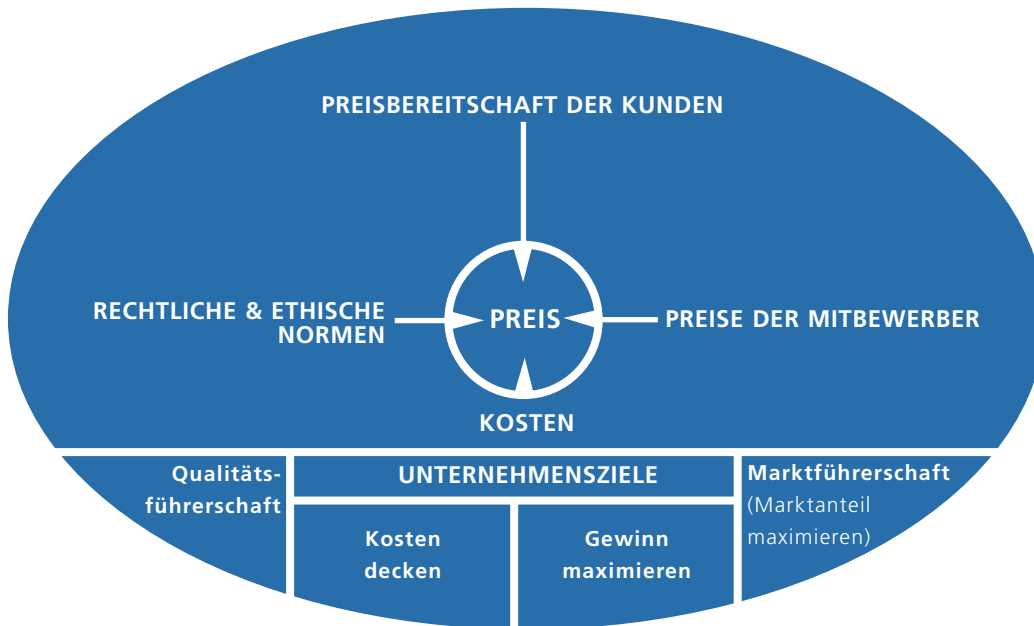 PREISBEREITSCHAFT DER KUNDEN
RECHTLICHE & ETHISCHE
NORMEN
PREIS
PREISE DER MITBEWERBER
KOSTEN
Qualitäts-
führerschaft
UNTERNEHMENSZIELE
Kosten
decken
Gewinn
maximieren
Marktführerschaft
(Marktanteil
maximieren)